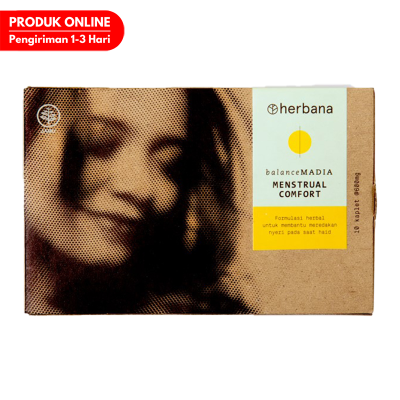 PRODUK ONLINE
Pengiriman 1-3 Hari
herbana
balanceMADIA
MENSTRUAL
COMFORT
Formulasi herbal
untuk membantu meredakan
nyeri pada saat haid
10 kaplet @600mg